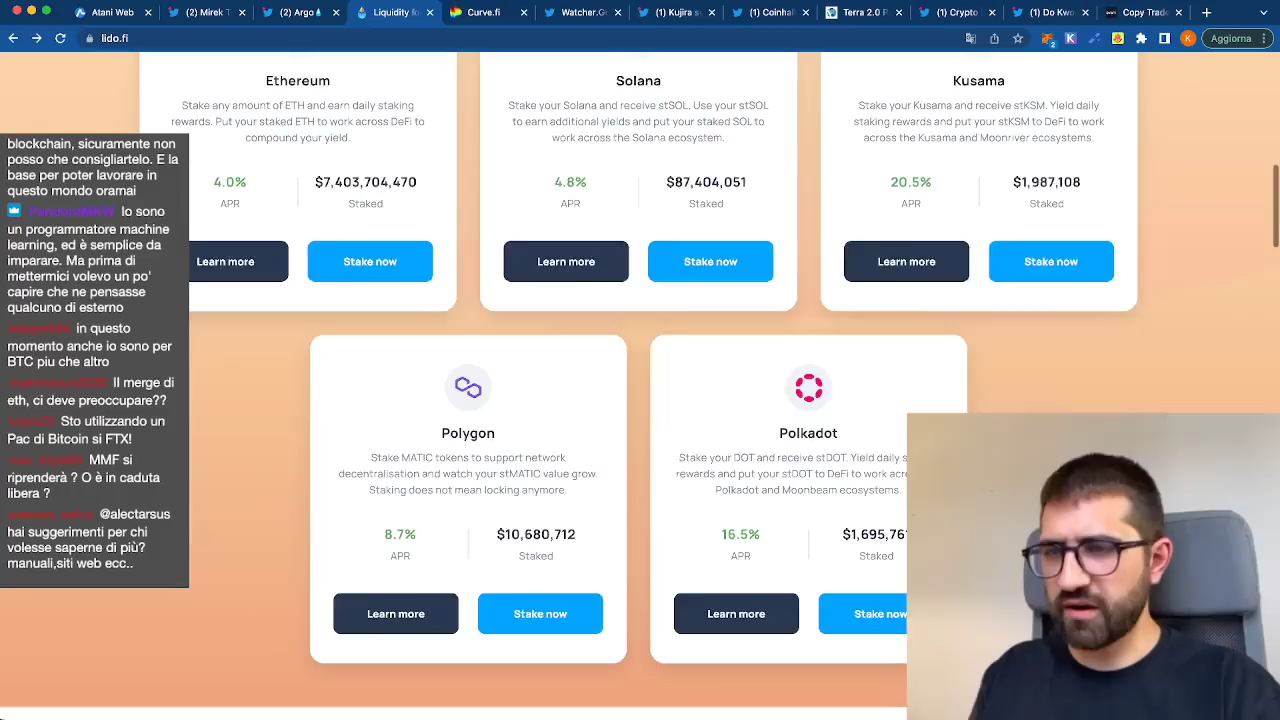 Atani Web
(2) Mirek T
(2) Argo
Liquidity fo
Curve.fi
Watcher.G
(1) Kujira s
(2) Coinhall
Terra 2.0 P
(1) Crypto
(1) Do Kwo
Copy Trade
lido.fi
Aggiorna
Ethereum
Stake any amount of ETH and earn daily staking
rewards. Put your staked ETH to work across DeFi to
compound your yield.
4.0%
APR
$7,403,704,470
Staked
Learn more
Stake now
Solana
Stake your Solana and receive stSOL. Use your stSOL
to earn additional yields and put your staked SOL to
work across the Solana ecosystem.
4.8%
APR
$87,404,051
Staked
Learn more
Stake now
Kusama
Stake your Kusama and receive stKSM. Yield daily
staking rewards and put your stKSM to DeFi to work
across the Kusama and Moonriver ecosystems.
20.5%
APR
$1,987,108
Staked
Learn more
Stake now
Polygon
Stake MATIC tokens to support network
decentralisation and watch your stMATIC value grow.
Staking does not mean locking anymore.
8.7%
APR
$10,680,712
Staked
Learn more
Stake now
Polkadot
Stake your DOT and receive stDOT. Yield daily s
rewards and put your stDOT to DeFi to work acr
Polkadot and Moonbeam ecosystems.
16.5%
APR
$1,695,761
Staked
Learn more
Stake now
blockchain, sicuramente non
posso che consigliartelo. E la
base per poter lavorare in
questo mondo oramai
Io sono
un programmatore machine
learning, ed è semplice da
imparare. Ma prima di
mettermici volevo un po'
capire che ne pensasse
qualcuno di esterno
in questo
momento anche io sono per
BTC piu che altro
Il merge di
eth, ci deve preoccupare??
Sto utilizzando un
Pac di Bitcoin si FTX!
MMF si
riprenderà ? O è in caduta
libera ?
@alectarsus
hai suggerimenti per chi
volesse saperne di più?
manuali,siti web ecc..